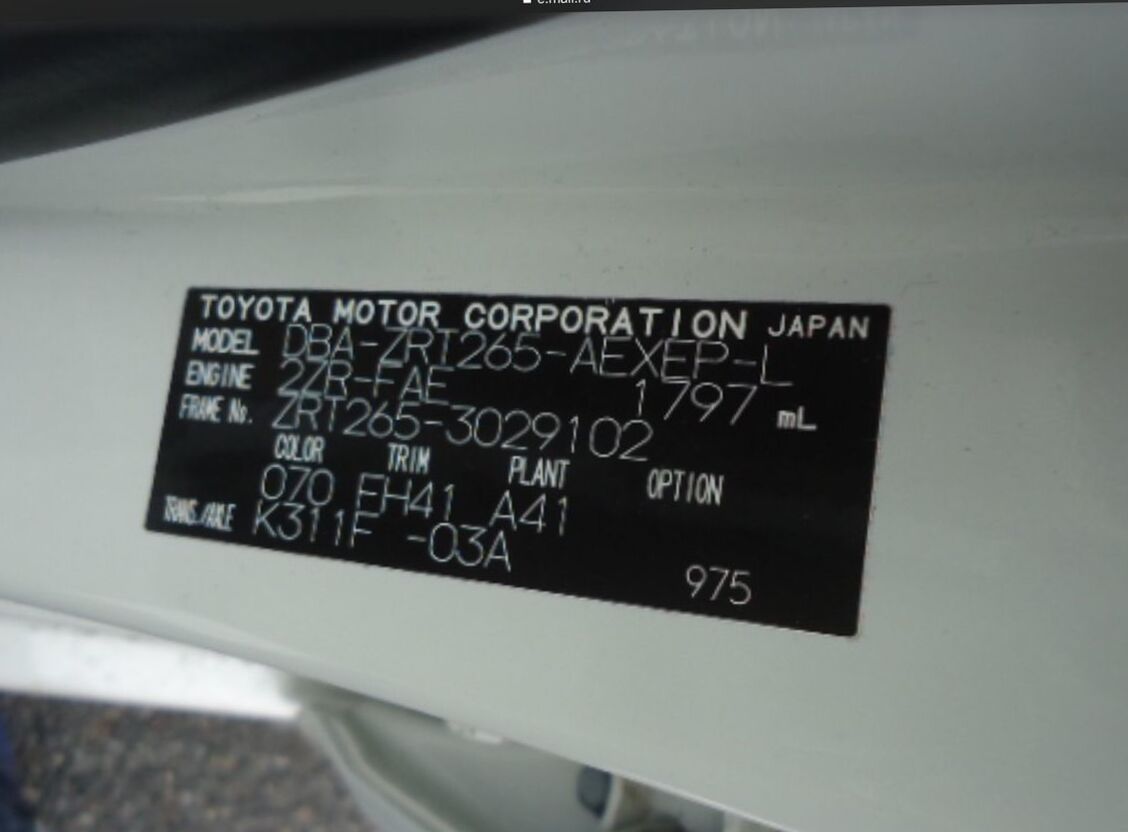 TOYOTA MOTOR CORPORATION JAPAN
MODEL DBA-ZRT265-AEXEP-L
ENGINE 2ZR-FAE 1797 mL
FRAME No. ZRT265-3029102
COLOR TRIM PLANT OPTION
070 EH41 A41
TRANS./AXLE K311F -03A
975